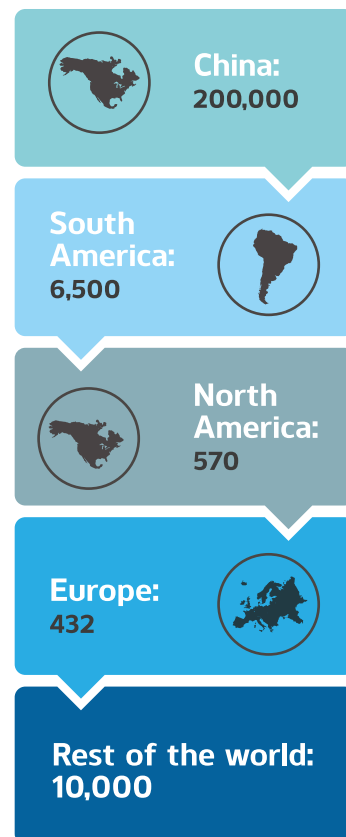 China:
200,000
South
America:
6,500
North
America:
570
Europe:
432
Rest of the world:
10,000